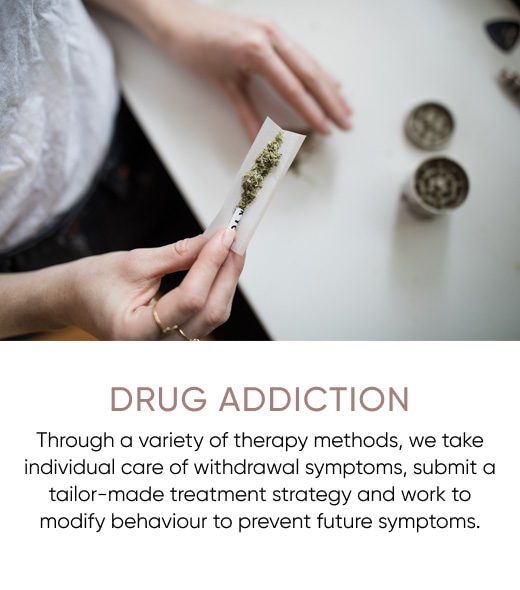 DRUG ADDICTION
Through a variety of therapy methods, we take
individual care of withdrawal symptoms, submit a
tailor-made treatment strategy and work to
modify behaviour to prevent future symptoms.